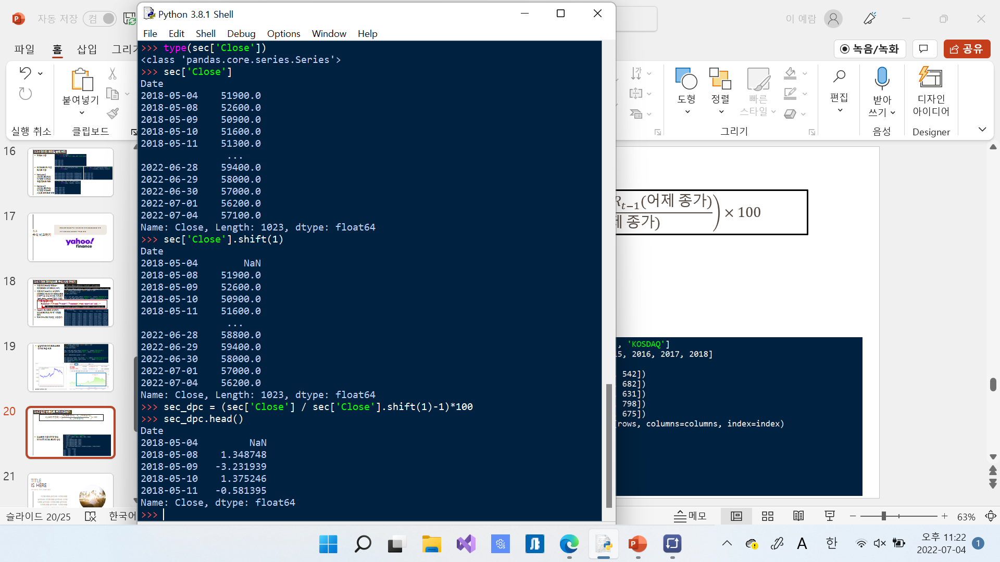 자동 저장
켬
이 예람
파일
홈
삽입
녹음/녹화
공유
붙여넣기
실행 취소
클립보드
도형
정렬
빠른
스타일
편집
받아
쓰기
디자인
아이디어
그리기
음성
Designer
Python 3.8.1 Shell
File Edit Shell Debug Options Window Help
>>> type(sec['Close'])
<class 'pandas.core.series.Series'>
>>> sec['Close']
Date
2018-05-04    51900.0
2018-05-08    52600.0
2018-05-09    50900.0
2018-05-10    51600.0
2018-05-11    51300.0
...
2022-06-28    59400.0
2022-06-29    58000.0
2022-06-30    57000.0
2022-07-01    56200.0
2022-07-04    57100.0
Name: Close, Length: 1023, dtype: float64
>>> sec['Close'].shift(1)
Date
2018-05-04        NaN
2018-05-08    51900.0
2018-05-09    52600.0
2018-05-10    50900.0
2018-05-11    51600.0
...
2022-06-28    58800.0
2022-06-29    59400.0
2022-06-30    58000.0
2022-07-01    57000.0
2022-07-04    56200.0
Name: Close, Length: 1023, dtype: float64
>>> sec_dpc = (sec['Close'] / sec['Close'].shift(1)-1)*100
>>> sec_dpc.head()
Date
2018-05-04         NaN
2018-05-08    1.348748
2018-05-09   -3.231939
2018-05-10    1.375246
2018-05-11   -0.581395
Name: Close, dtype: float64
>>>
16
17
yahoo!
finance
18
19
20
21
TITLE
IS HERE
R_{t−1}(어제 종가)
종가)
) × 100
, 'KOSDAQ']
5, 2016, 2017, 2018]
542])
682])
631])
798])
675])
(rows, columns=columns, index=index)
슬라이드 20/25
한국어
메모
63%
A
한
오후 11:22
2022-07-04
1